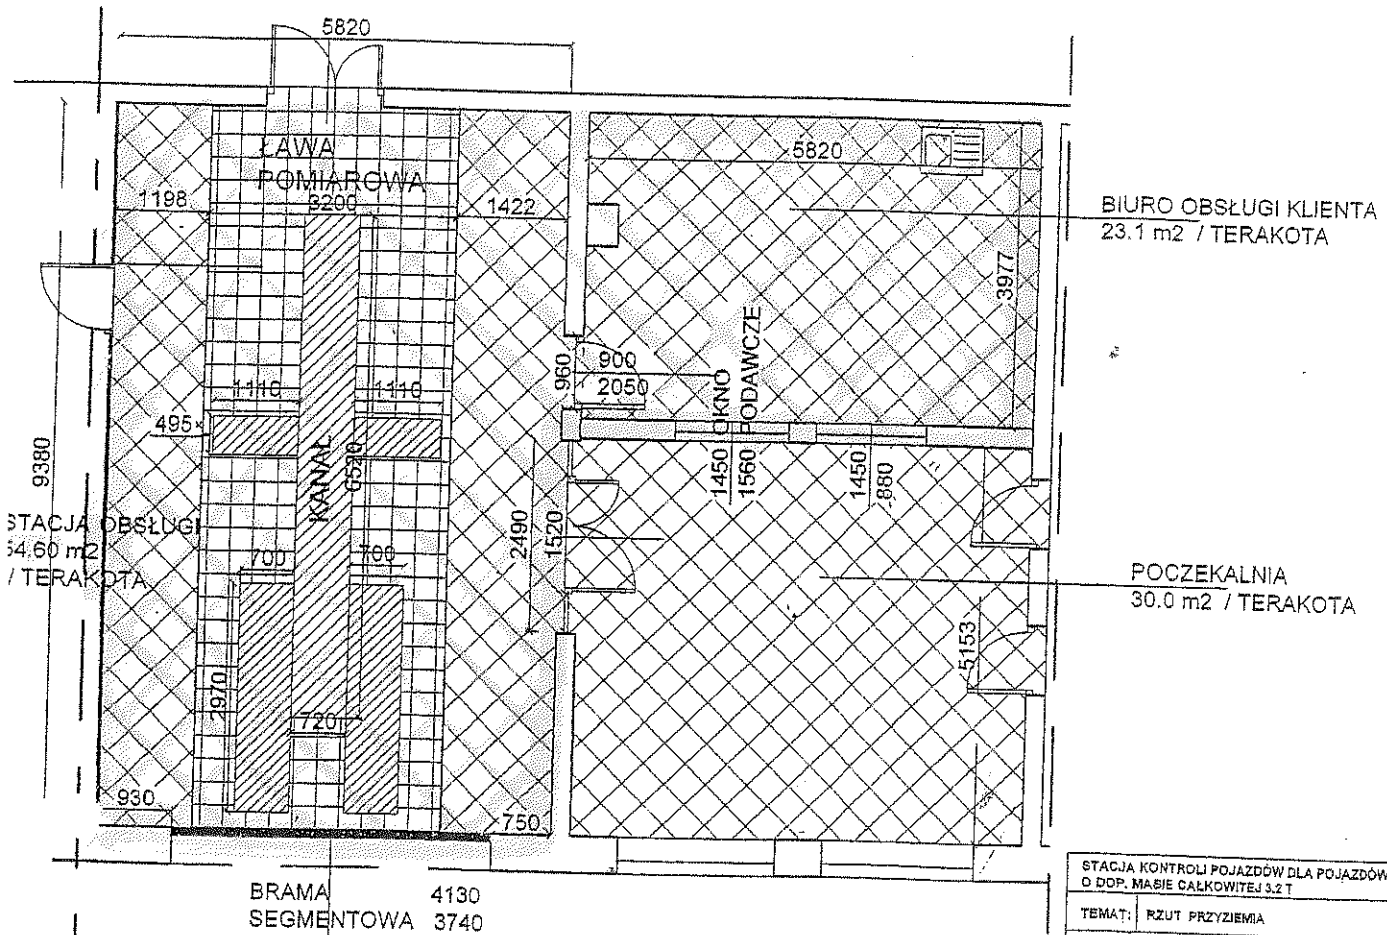 5820
ŁAWA
POMIAROWA
3200
1198
1422
5820
BIURO OBSŁUGI KLIENTA
23.1 m2 / TERAKOTA
3977
OKNO
PODAWCZE
960
900
2050
1110
1110
495
9380
KANAŁ
6520
1450
1560
1450
880
STACJA OBSŁUGI
54.60 m2
/ TERAKOTA
700
700
2490
1520
POCZEKALNIA
30.0 m2 / TERAKOTA
5153
2970
720
930
750
BRAMA 4130
SEGMENTOWA 3740
STACJA KONTROLI POJAZDÓW DLA POJAZDÓW
O DOP. MASIE CAŁKOWITEJ 3.2 T
TEMAT: RZUT PRZYZIEMIA